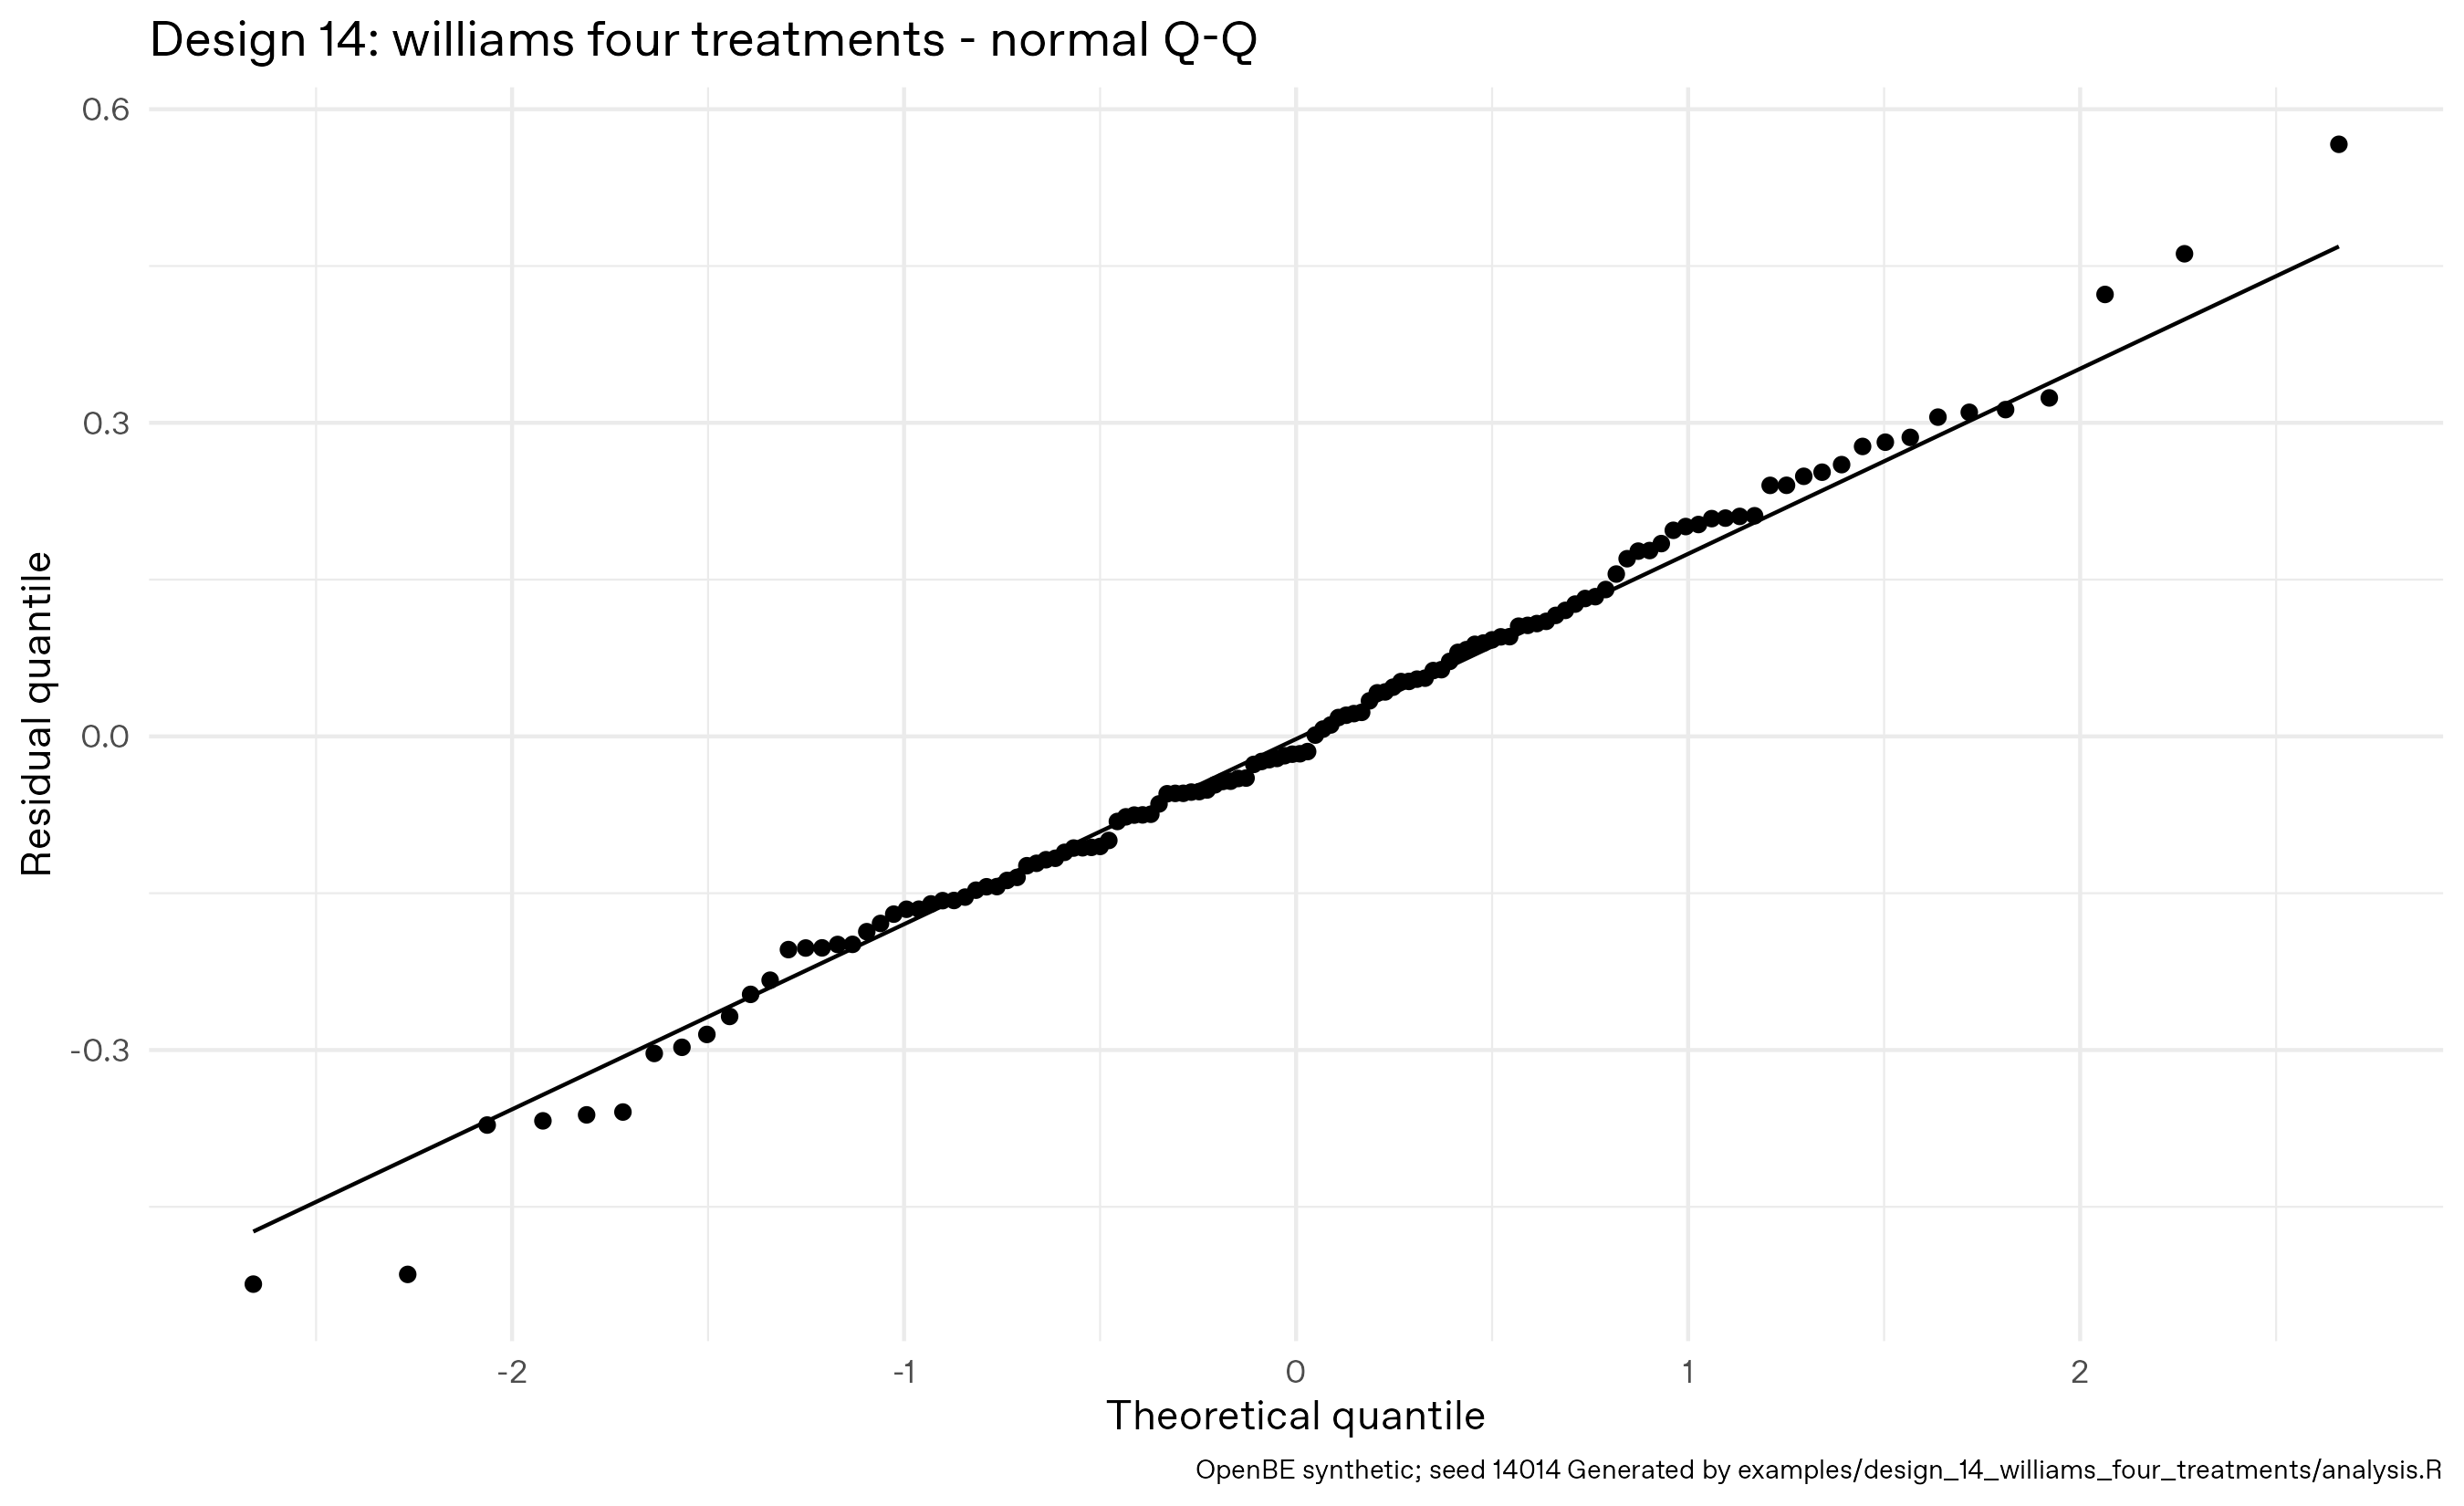 Design 14: williams four treatments - normal Q-Q
0.6
0.3
0.0
-0.3
Residual quantile
-2
-1
0
1
2
Theoretical quantile
OpenBE synthetic; seed 14014 Generated by examples/design_14_williams_four_treatments/analysis.R